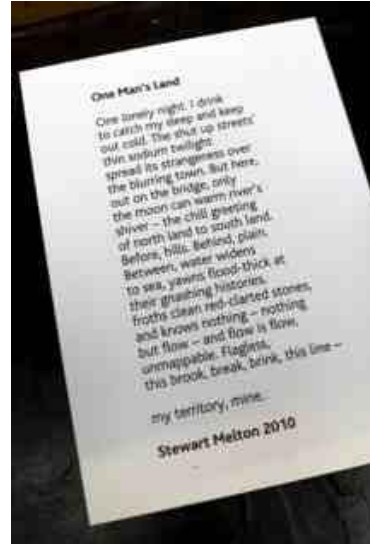 One Man's Land
One lonely night. I drink
to catch my sleep and keep
out cold. The shut up streets'
thin sodium twilight
spread its strangeness over
the blurring town. But here,
out on the bridge, only
the moon can warm river's
shiver – the chill greeting
of north land to south land.
Before, hills. Behind, plain.
Between, water widens
to sea, yawns flood-thick at
their gnashing histories,
froths clean red-clarted stones,
and knows nothing – nothing
but flow – and flow is flow,
unmappable. Flagless,
this brook, break, brink, this line –
my territory, mine.
Stewart Melton 2010